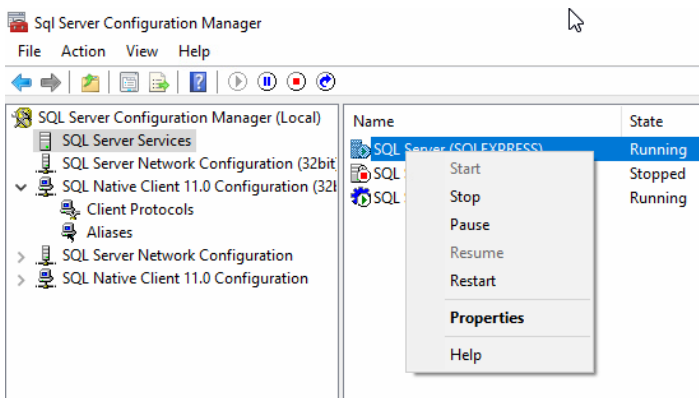 Sql Server Configuration Manager
File Action View Help
SQL Server Configuration Manager (Local)
SQL Server Services
SQL Server Network Configuration (32bit
SQL Native Client 11.0 Configuration (32
Client Protocols
Aliases
SQL Server Network Configuration
SQL Native Client 11.0 Configuration
Name State
SQL Server (SQLEXPRESS) Running
SQL Stopped
SQL Running
Start
Stop
Pause
Resume
Restart
Properties
Help